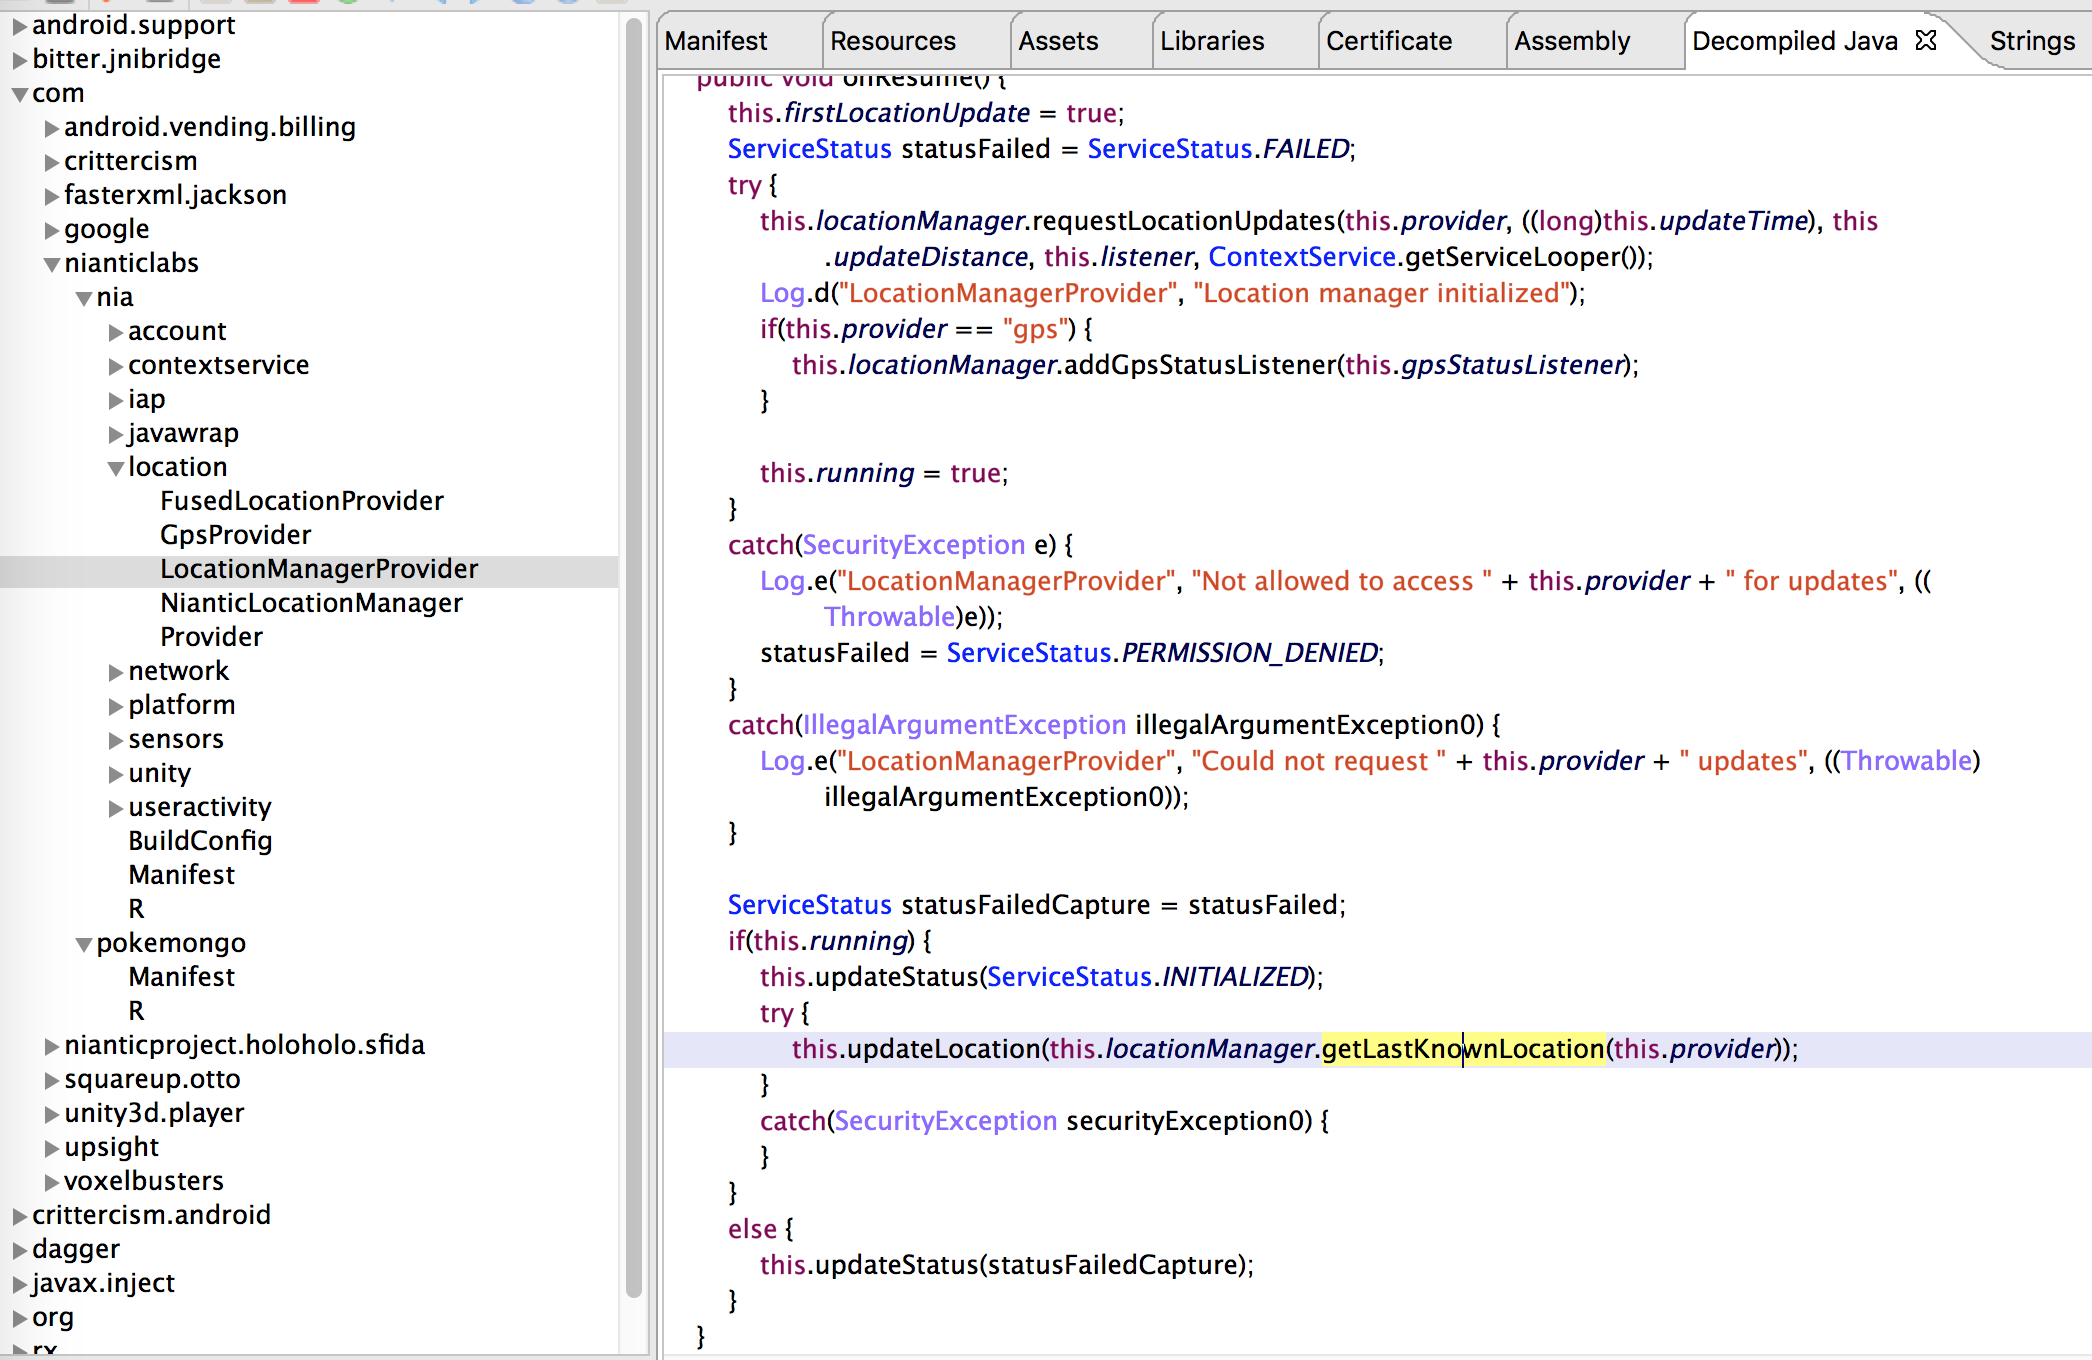 android.support
bitter.jnibridge
com
android.vending.billing
crittercism
fasterxml.jackson
google
nianticlabs
nia
account
contextservice
iap
javawrap
location
FusedLocationProvider
GpsProvider
LocationManagerProvider
NianticLocationManager
Provider
network
platform
sensors
unity
useractivity
BuildConfig
Manifest
R
pokemongo
Manifest
R
nianticproject.holoholo.sfida
squareup.otto
unity3d.player
upsight
voxelbusters
crittercism.android
dagger
javax.inject
org
rx
Manifest Resources Assets Libraries Certificate Assembly Decompiled Java Strings
public void onResume() {
this.firstLocationUpdate = true;
ServiceStatus statusFailed = ServiceStatus.FAILED;
try {
this.locationManager.requestLocationUpdates(this.provider, ((long)this.updateTime), this
.updateDistance, this.listener, ContextService.getServiceLooper());
Log.d("LocationManagerProvider", "Location manager initialized");
if(this.provider == "gps") {
this.locationManager.addGpsStatusListener(this.gpsStatusListener);
}
this.running = true;
}
catch(SecurityException e) {
Log.e("LocationManagerProvider", "Not allowed to access " + this.provider + " for updates", ((
Throwable)e));
statusFailed = ServiceStatus.PERMISSION_DENIED;
}
catch(IllegalArgumentException illegalArgumentException0) {
Log.e("LocationManagerProvider", "Could not request " + this.provider + " updates", ((Throwable)
illegalArgumentException0));
}
ServiceStatus statusFailedCapture = statusFailed;
if(this.running) {
this.updateStatus(ServiceStatus.INITIALIZED);
try {
this.updateLocation(this.locationManager.getLastKnownLocation(this.provider));
}
catch(SecurityException securityException0) {
}
}
else {
this.updateStatus(statusFailedCapture);
}
}